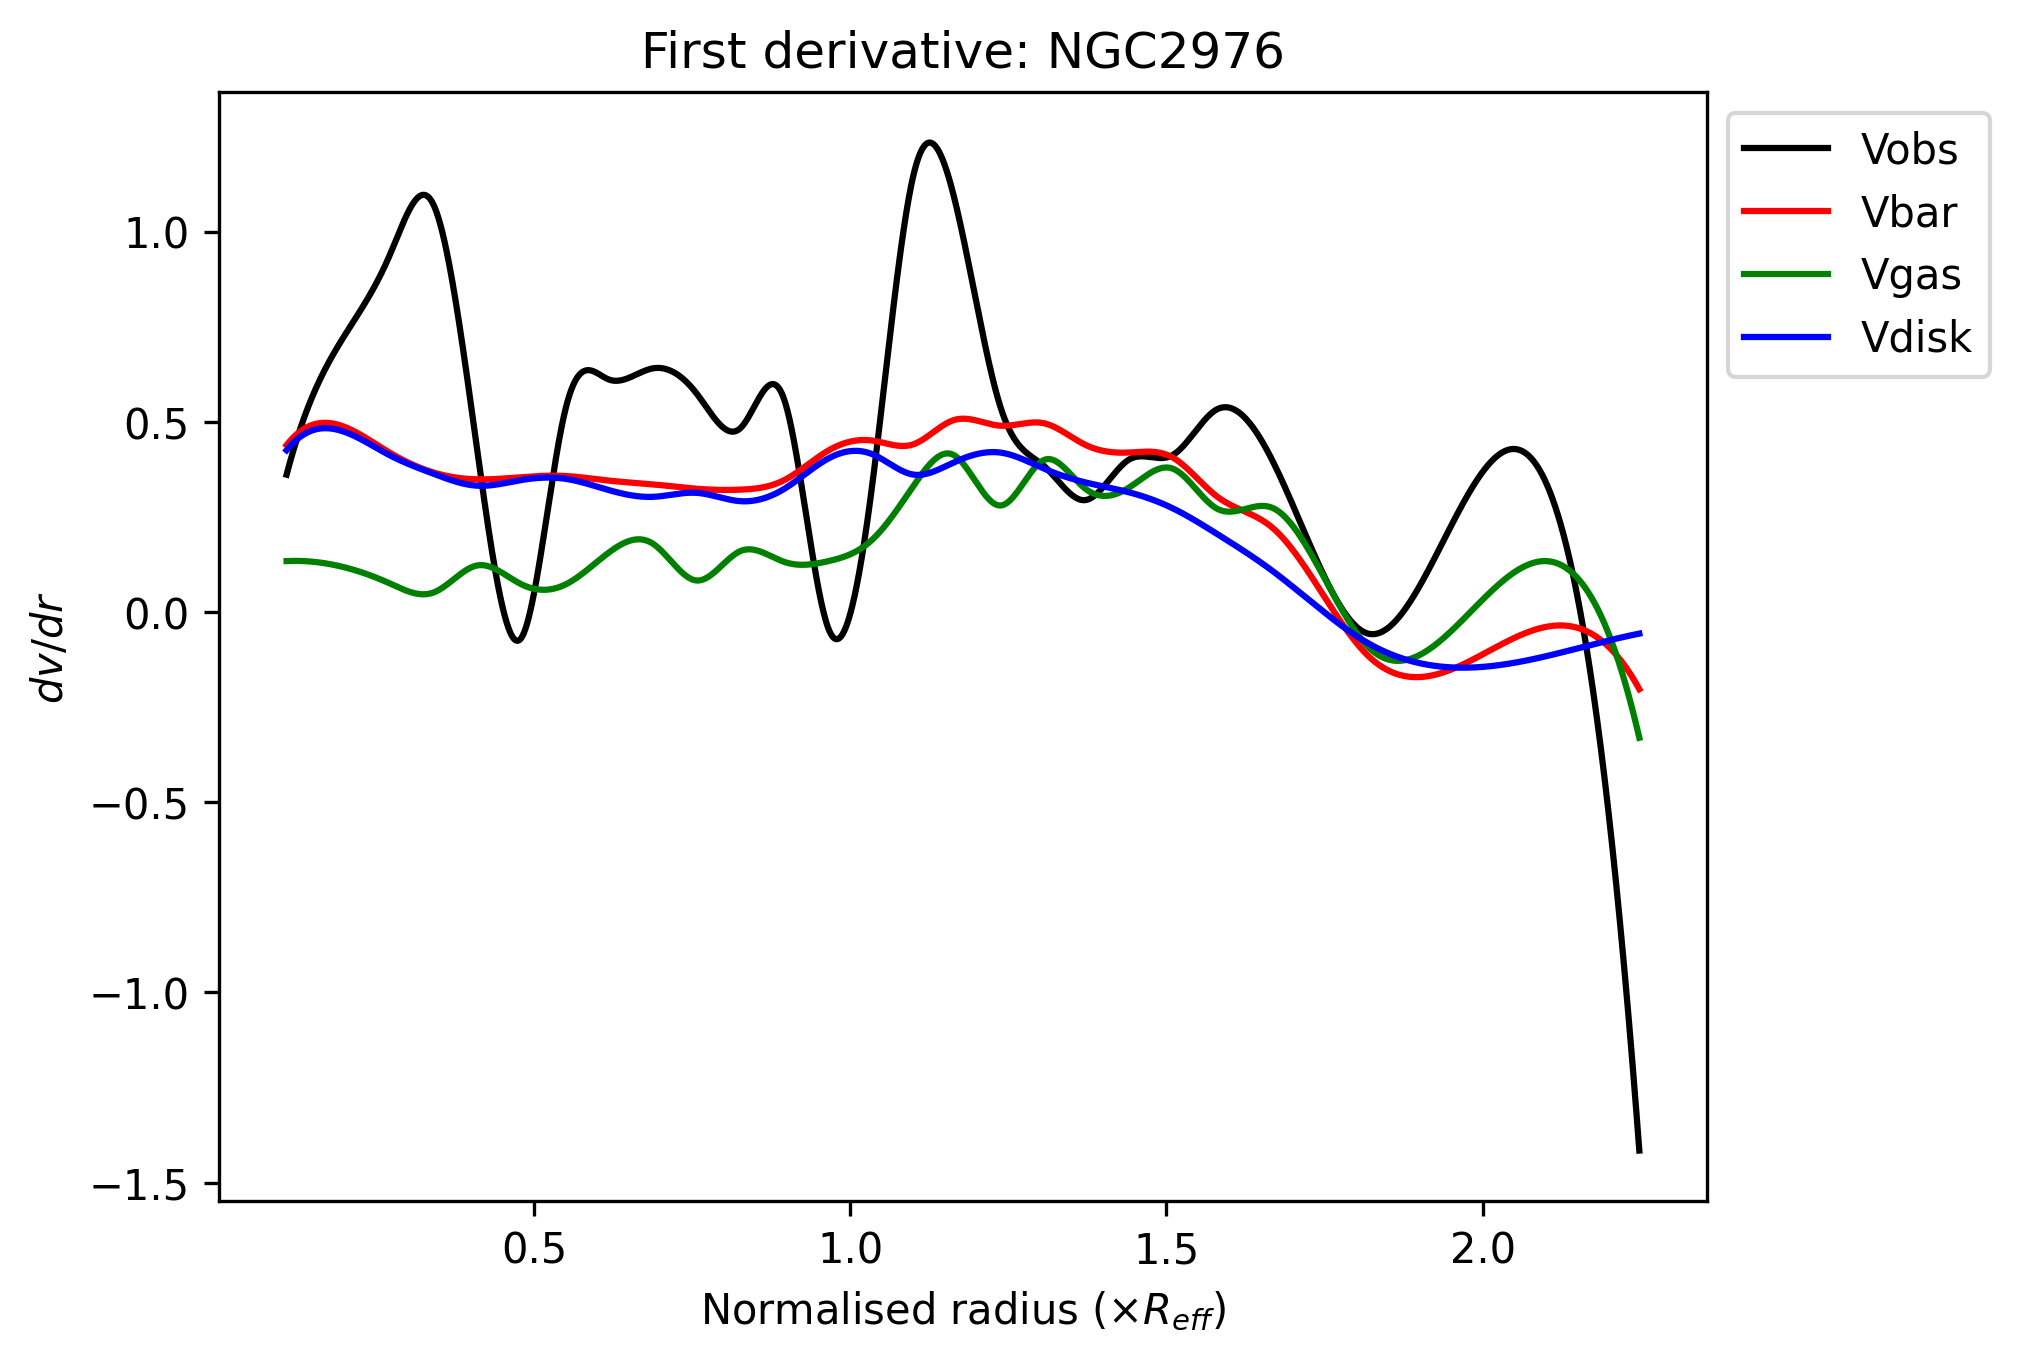 First derivative: NGC2976
Vobs
Vbar
Vgas
Vdisk
1.0
0.5
0.0
−0.5
−1.0
−1.5
dv/dr
0.5 1.0 1.5 2.0
Normalised radius (×R_eff)